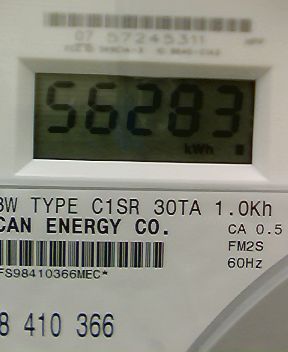 07 57245311
56283
kWh
3W TYPE C1SR 30TA 1.0Kh
CAN ENERGY CO.
CA 0.5
FM2S
60Hz
FS98410366MEC*
8 410 366